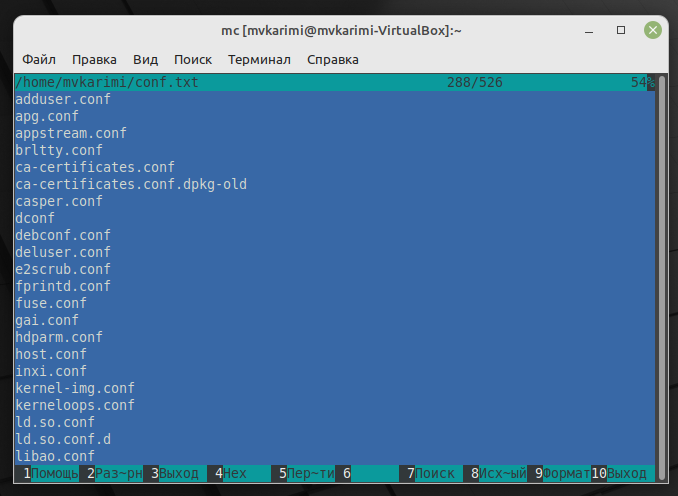 mc [mvkarimi@mvkarimi-VirtualBox]:~
Файл Правка Вид Поиск Терминал Справка
/home/mvkarimi/conf.txt 288/526 54%
adduser.conf
apg.conf
appstream.conf
brltty.conf
ca-certificates.conf
ca-certificates.conf.dpkg-old
casper.conf
dconf
debconf.conf
deluser.conf
e2scrub.conf
fprintd.conf
fuse.conf
gai.conf
hdparm.conf
host.conf
inxi.conf
kernel-img.conf
kerneloops.conf
ld.so.conf
ld.so.conf.d
libao.conf
1Помощь 2Раз~рн 3Выход 4Hex 5Пер~ти 6 7Поиск 8Исх~ый 9Формат 10Выход